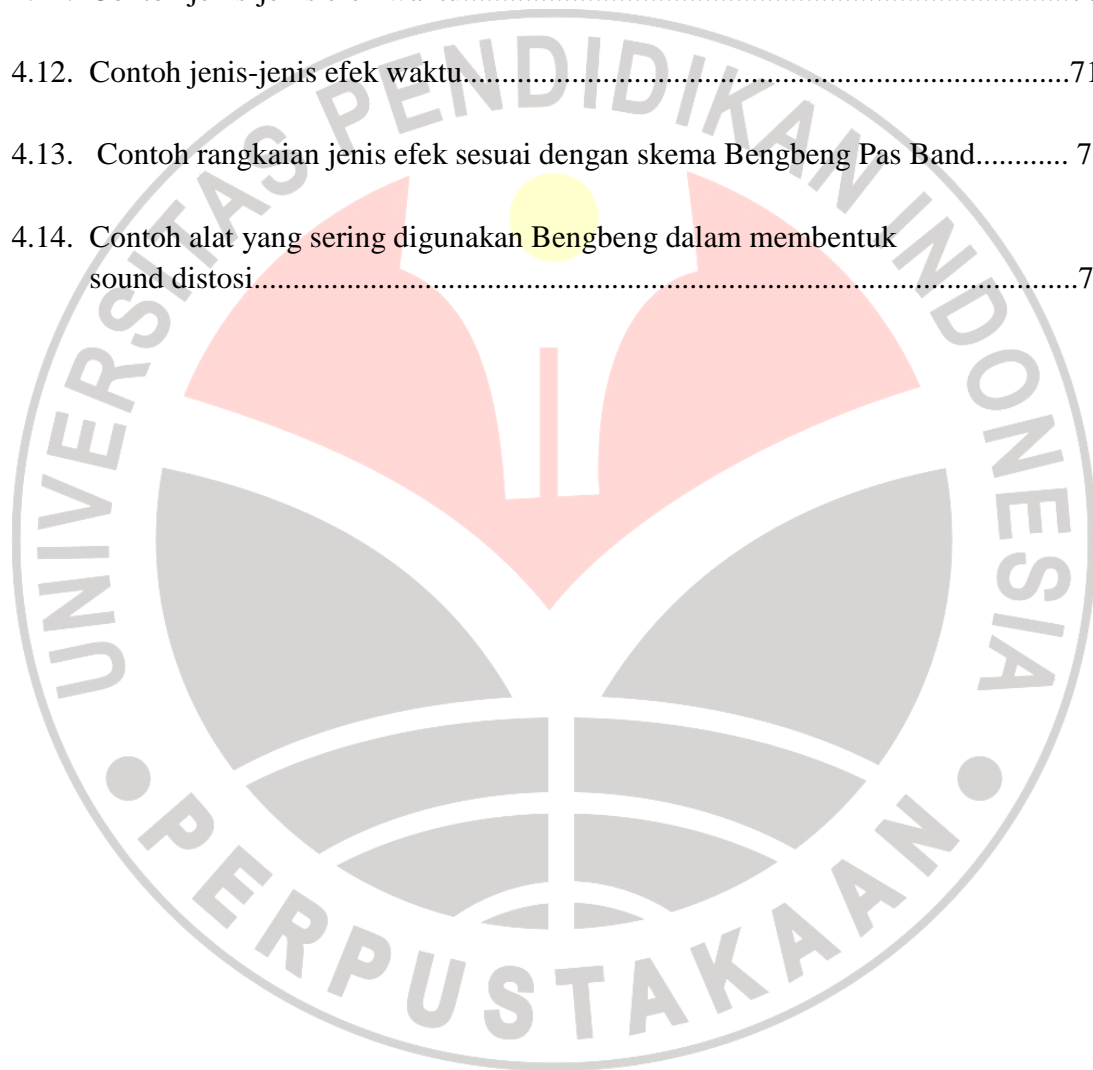 4.12. Contoh jenis-jenis efek waktu.......................................................................71
4.13. Contoh rangkaian jenis efek sesuai dengan skema Bengbeng Pas Band............ 7
4.14. Contoh alat yang sering digunakan Bengbeng dalam membentuk
sound distosi.................................................................................................7
UNIVERSITAS PENDIDIKAN INDONESIA
PERPUSTAKAAN